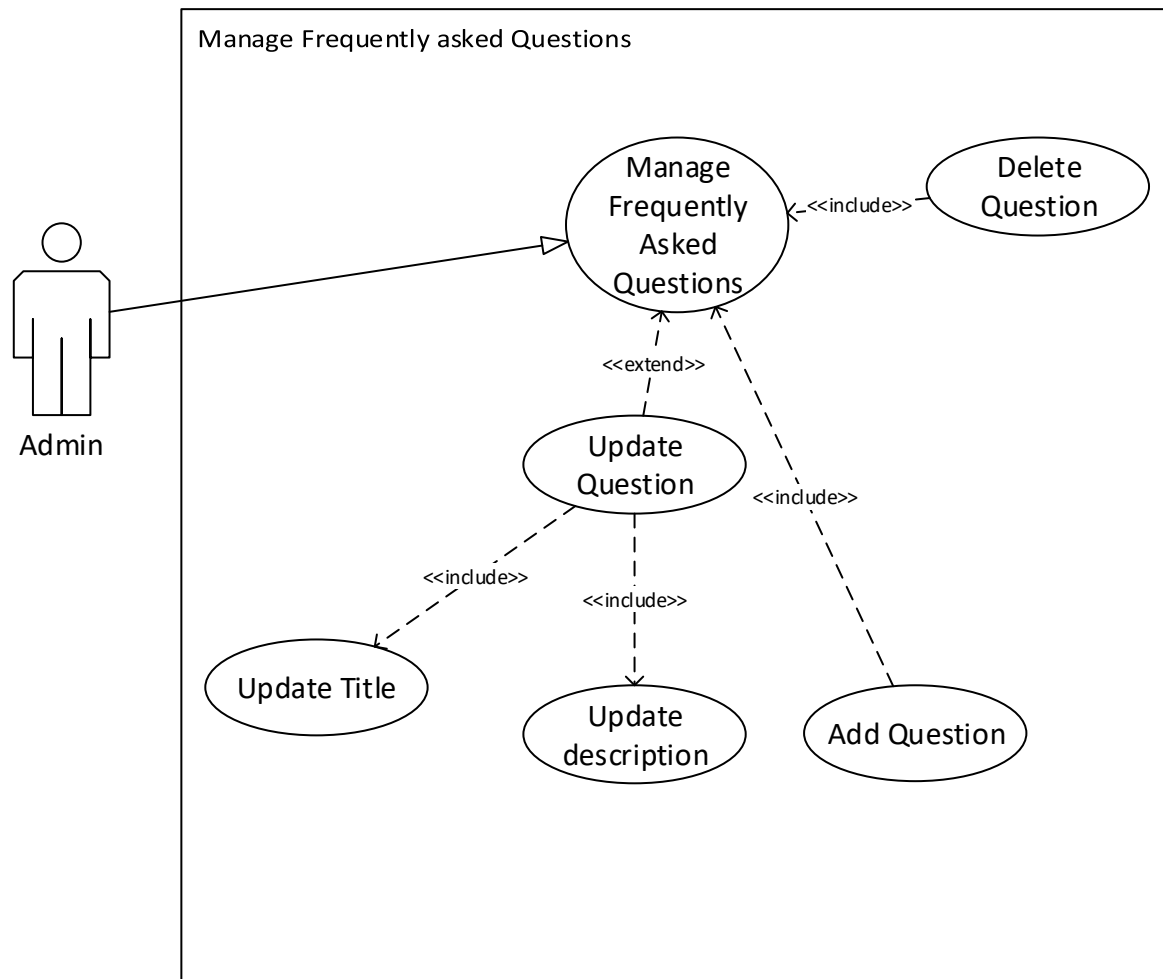 Manage Frequently asked Questions
Manage
Frequently
Asked
Questions
Delete
Question
<<include>>
Admin
<<extend>>
Update
Question
<<include>>
<<include>>
<<include>>
Update Title
Update
description
Add Question